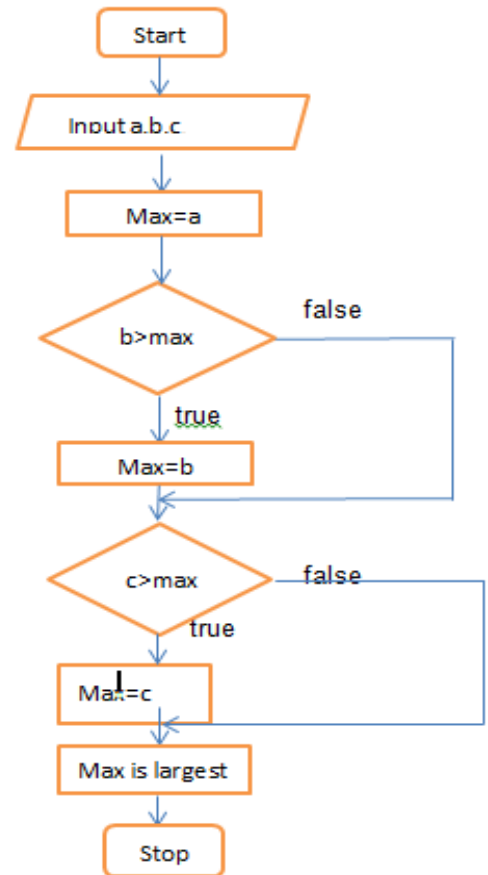 Start
Input a,b,c
Max=a
b>max
false
true
Max=b
c>max
false
true
Max=c
Max is largest
Stop